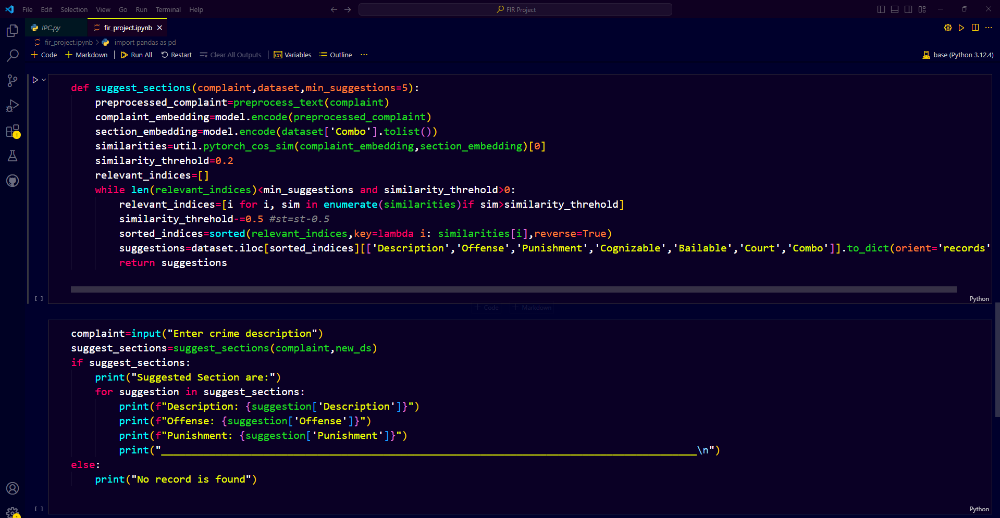 File Edit Selection View Go Run Terminal Help
FIR Project
IPC.py
fir_project.ipynb
fir_project.ipynb > import pandas as pd
+ Code + Markdown Run All Restart Clear All Outputs Variables Outline ...
base (Python 3.12.4)
def suggest_sections(complaint,dataset,min_suggestions=5):
    preprocessed_complaint=preprocess_text(complaint)
    complaint_embedding=model.encode(preprocessed_complaint)
    section_embedding=model.encode(dataset['Combo'].tolist())
    similarities=util.pytorch_cos_sim(complaint_embedding,section_embedding)[0]
    similarity_threhold=0.2
    relevant_indices=[]
    while len(relevant_indices)<min_suggestions and similarity_threhold>0:
        relevant_indices=[i for i, sim in enumerate(similarities)if sim>similarity_threhold]
        similarity_threhold-=0.5 #st=st-0.5
        sorted_indices=sorted(relevant_indices,key=lambda i: similarities[i],reverse=True)
        suggestions=dataset.iloc[sorted_indices][['Description','Offense','Punishment','Cognizable','Bailable','Court','Combo']].to_dict(orient='records'
        return suggestions
[ ]
Python
+ Code + Markdown
complaint=input("Enter crime description")
suggest_sections=suggest_sections(complaint,new_ds)
if suggest_sections:
    print("Suggested Section are:")
    for suggestion in suggest_sections:
        print(f"Description: {suggestion['Description']}")
        print(f"Offense: {suggestion['Offense']}")
        print(f"Punishment: {suggestion['Punishment']}")
        print("_________________________________________________________________________________________\n")
else:
    print("No record is found")
[ ]
Python
1
1